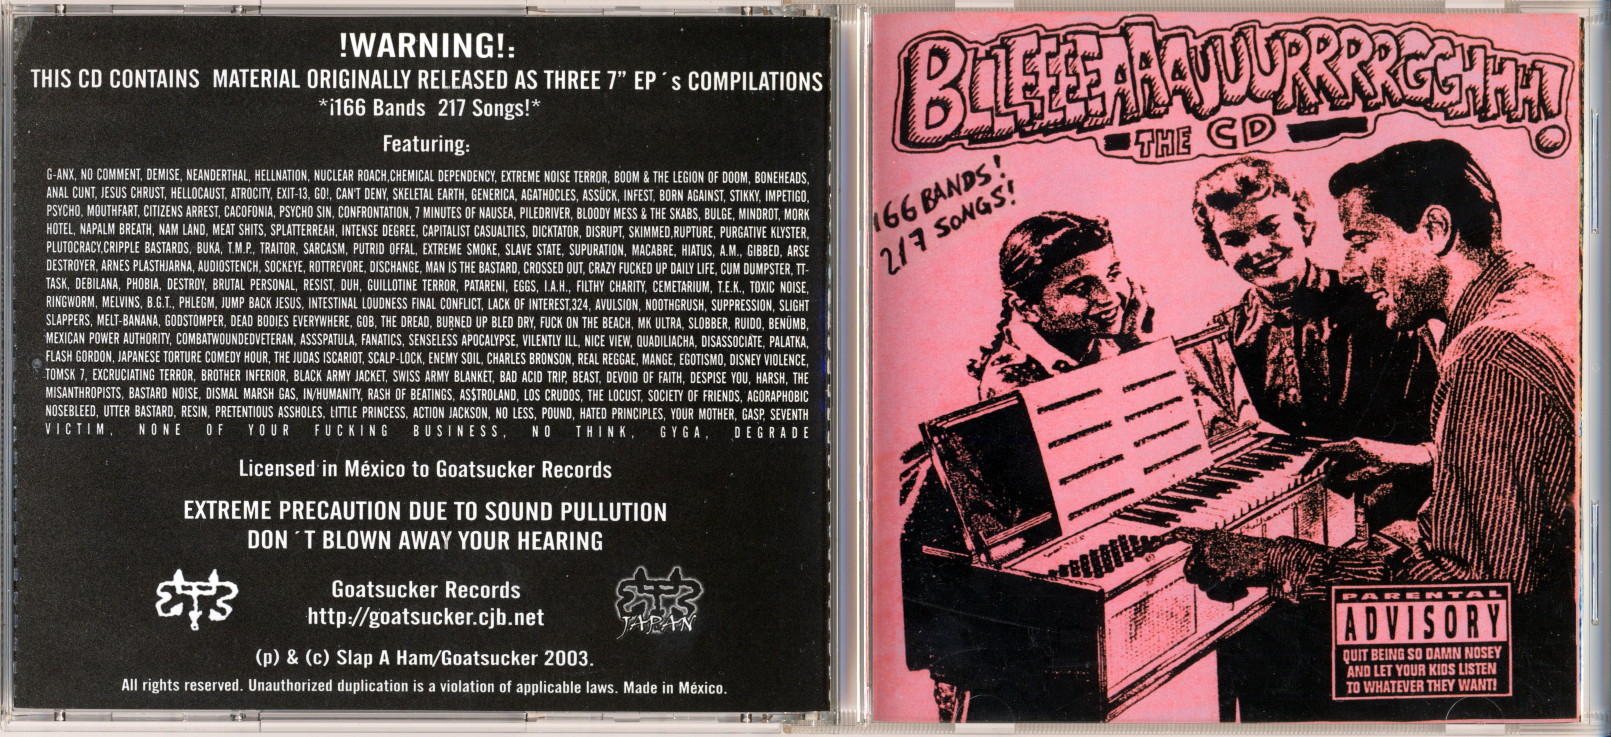 !WARNING!:
THIS CD CONTAINS MATERIAL ORIGINALLY RELEASED AS THREE 7” EP ´s COMPILATIONS
*¡166 Bands 217 Songs!*
Featuring:
G-ANX, NO COMMENT, DEMISE, NEANDERTHAL, HELLNATION, NUCLEAR ROACH,CHEMICAL DEPENDENCY, EXTREME NOISE TERROR, BOOM & THE LEGION OF DOOM, BONEHEADS,
ANAL CUNT, JESUS CHRUST, HELLOCAUST, ATROCITY, EXIT-13, GO!, CAN'T DENY, SKELETAL EARTH, GENERICA, AGATHOCLES, ASSÜCK, INFEST, BORN AGAINST, STIKKY, IMPETIGO,
PSYCHO, MOUTHFART, CITIZENS ARREST, CACOFONIA, PSYCHO SIN, CONFRONTATION, 7 MINUTES OF NAUSEA, PILEDRIVER, BLOODY MESS & THE SKABS, BULGE, MINDROT, MORK
HOTEL, NAPALM BREATH, NAM LAND, MEAT SHITS, SPLATTERREAH, INTENSE DEGREE, CAPITALIST CASUALTIES, DICKTATOR, DISRUPT, SKIMMED,RUPTURE, PURGATIVE KLYSTER,
PLUTOCRACY,CRIPPLE BASTARDS, BUKA, T.M.P., TRAITOR, SARCASM, PUTRID OFFAL, EXTREME SMOKE, SLAVE STATE, SUPURATION, MACABRE, HIATUS, A.M., GIBBED, ARSE
DESTROYER, ARNES PLASTHJARNA, AUDIOSTENCH, SOCKEYE, ROTTREVORE, DISCHANGE, MAN IS THE BASTARD, CROSSED OUT, CRAZY FUCKED UP DAILY LIFE, CUM DUMPSTER, TT-
TASK, DEBILANA, PHOBIA, DESTROY, BRUTAL PERSONAL, RESIST, DUH, GUILLOTINE TERROR, PATARENI, EGGS, I.A.H., FILTHY CHARITY, CEMETARIUM, T.E.K., TOXIC NOISE,
RINGWORM, MELVINS, B.G.T., PHLEGM, JUMP BACK JESUS, INTESTINAL LOUDNESS FINAL CONFLICT, LACK OF INTEREST,324, AVULSION, NOOTHGRUSH, SUPPRESSION, SLIGHT
SLAPPERS, MELT-BANANA, GODSTOMPER, DEAD BODIES EVERYWHERE, GOB, THE DREAD, BURNED UP BLED DRY, FUCK ON THE BEACH, MK ULTRA, SLOBBER, RUIDO, BENÜMB,
MEXICAN POWER AUTHORITY, COMBATWOUNDEDVETERAN, ASSSPATULA, FANATICS, SENSELESS APOCALYPSE, VILENTLY ILL, NICE VIEW, QUADILIACHA, DISASSOCIATE, PALATKA,
FLASH GORDON, JAPANESE TORTURE COMEDY HOUR, THE JUDAS ISCARIOT, SCALP-LOCK, ENEMY SOIL, CHARLES BRONSON, REAL REGGAE, MANGE, EGOTISMO, DISNEY VIOLENCE,
TOMSK 7, EXCRUCIATING TERROR, BROTHER INFERIOR, BLACK ARMY JACKET, SWISS ARMY BLANKET, BAD ACID TRIP, BEAST, DEVOID OF FAITH, DESPISE YOU, HARSH, THE
MISANTHROPISTS, BASTARD NOISE, DISMAL MARSH GAS, IN/HUMANITY, RASH OF BEATINGS, AS$TROLAND, LOS CRUDOS, THE LOCUST, SOCIETY OF FRIENDS, AGORAPHOBIC
NOSEBLEED, UTTER BASTARD, RESIN, PRETENTIOUS ASSHOLES, LITTLE PRINCESS, ACTION JACKSON, NO LESS, POUND, HATED PRINCIPLES, YOUR MOTHER, GASP, SEVENTH
VICTIM, NONE OF YOUR FUCKING BUSINESS, NO THINK, GYGA, DEGRADE
Licensed in México to Goatsucker Records
EXTREME PRECAUTION DUE TO SOUND PULLUTION
DON ´T BLOWN AWAY YOUR HEARING
Goatsucker Records
http://goatsucker.cjb.net
JAPAN
(p) & (c) Slap A Ham/Goatsucker 2003.
All rights reserved. Unauthorized duplication is a violation of applicable laws. Made in México.
BLLEEEEAAAUUURRRRGGHHH!
-THE CD-
166 BANDS!
217 SONGS!
PARENTAL
ADVISORY
QUIT BEING SO DAMN NOSEY
AND LET YOUR KIDS LISTEN
TO WHATEVER THEY WANT!